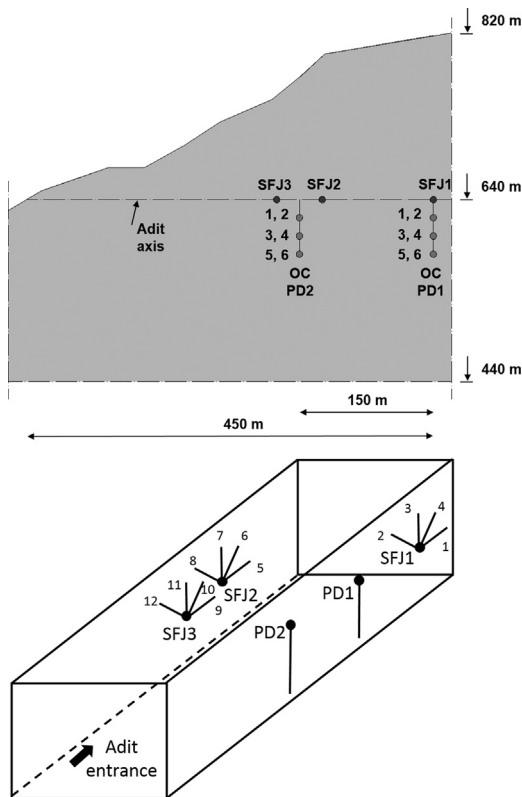 820 m
SFJ3 SFJ2 SFJ1 640 m
1, 2 1, 2
Adit
axis
3, 4 3, 4
5, 6 5, 6
OC OC
PD2 PD1
440 m
150 m
450 m
3 4
7 6
2 1
8 5
SFJ1
11 10
SFJ2
12 9
PD1
SFJ3
PD2
Adit
entrance